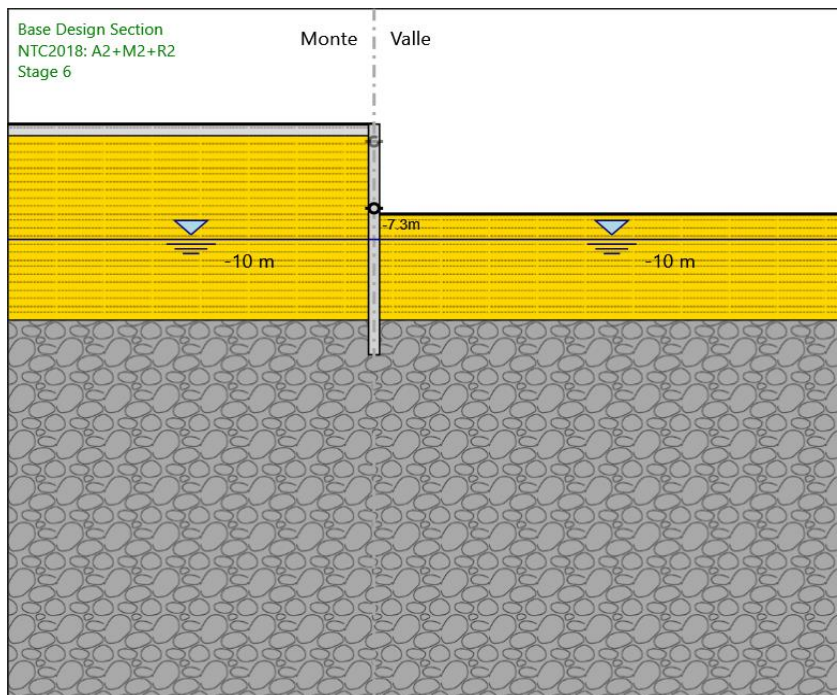 Base Design Section
NTC2018: A2+M2+R2
Stage 6
Monte
Valle
-7.3m
-10 m
-10 m